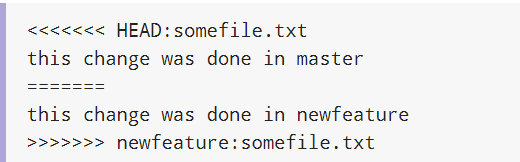 <<<<<<< HEAD:somefile.txt
this change was done in master
=======
this change was done in newfeature
>>>>>>> newfeature:somefile.txt